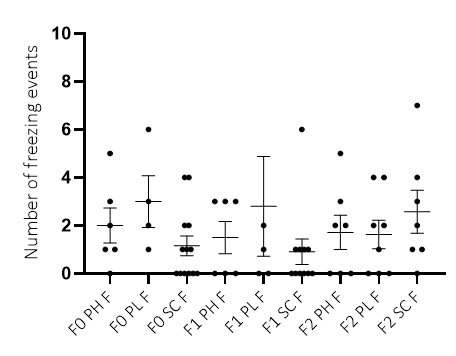 10
8
6
4
2
0
Number of freezing events
F0 PH F
F0 PL F
F0 SC F
F1 PH F
F1 PL F
F1 SC F
F2 PH F
F2 PL F
F2 SC F